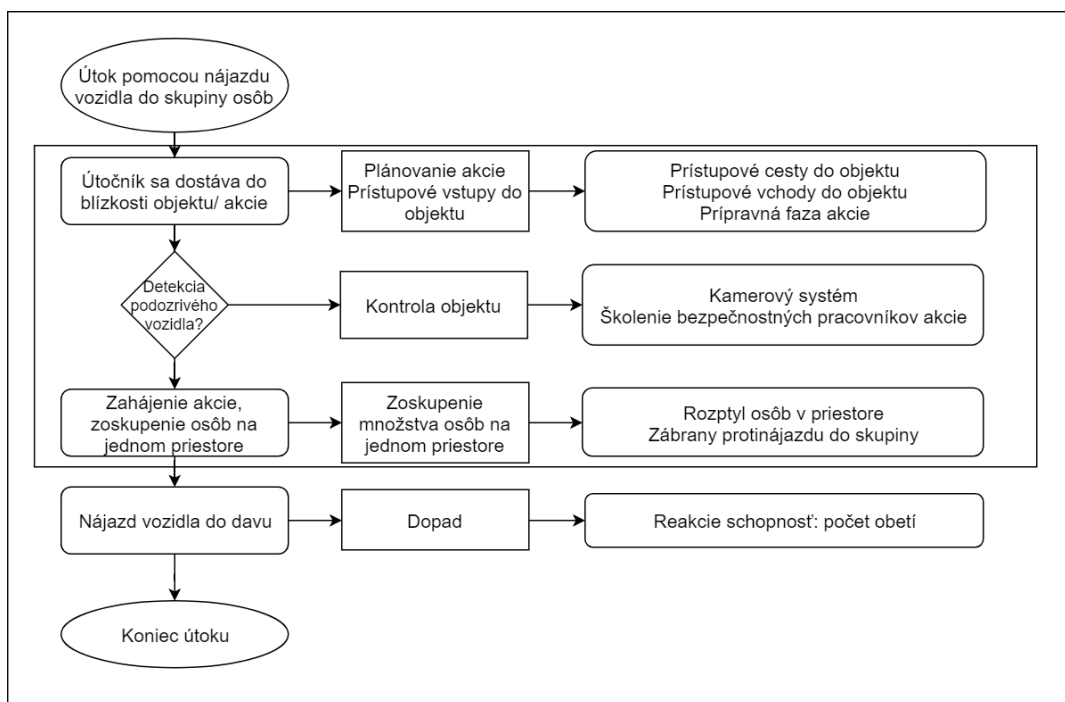 Útok pomocou nájazdu
vozidla do skupiny osôb
Útočník sa dostáva do
blízkosti objektu/ akcie
Plánovanie akcie
Prístupové vstupy do
objektu
Prístupové cesty do objektu
Prístupové vchody do objektu
Prípravná faza akcie
Detekcia
podozrivého
vozidla?
Kontrola objektu
Kamerový systém
Školenie bezpečnostných pracovníkov akcie
Zahájenie akcie,
zoskupenie osôb na
jednom priestore
Zoskupenie
množstva osôb na
jednom priestore
Rozptyl osôb v priestore
Zábrany protinájazdu do skupiny
Nájazd vozidla do davu
Dopad
Reakcie schopnosť: počet obetí
Koniec útoku